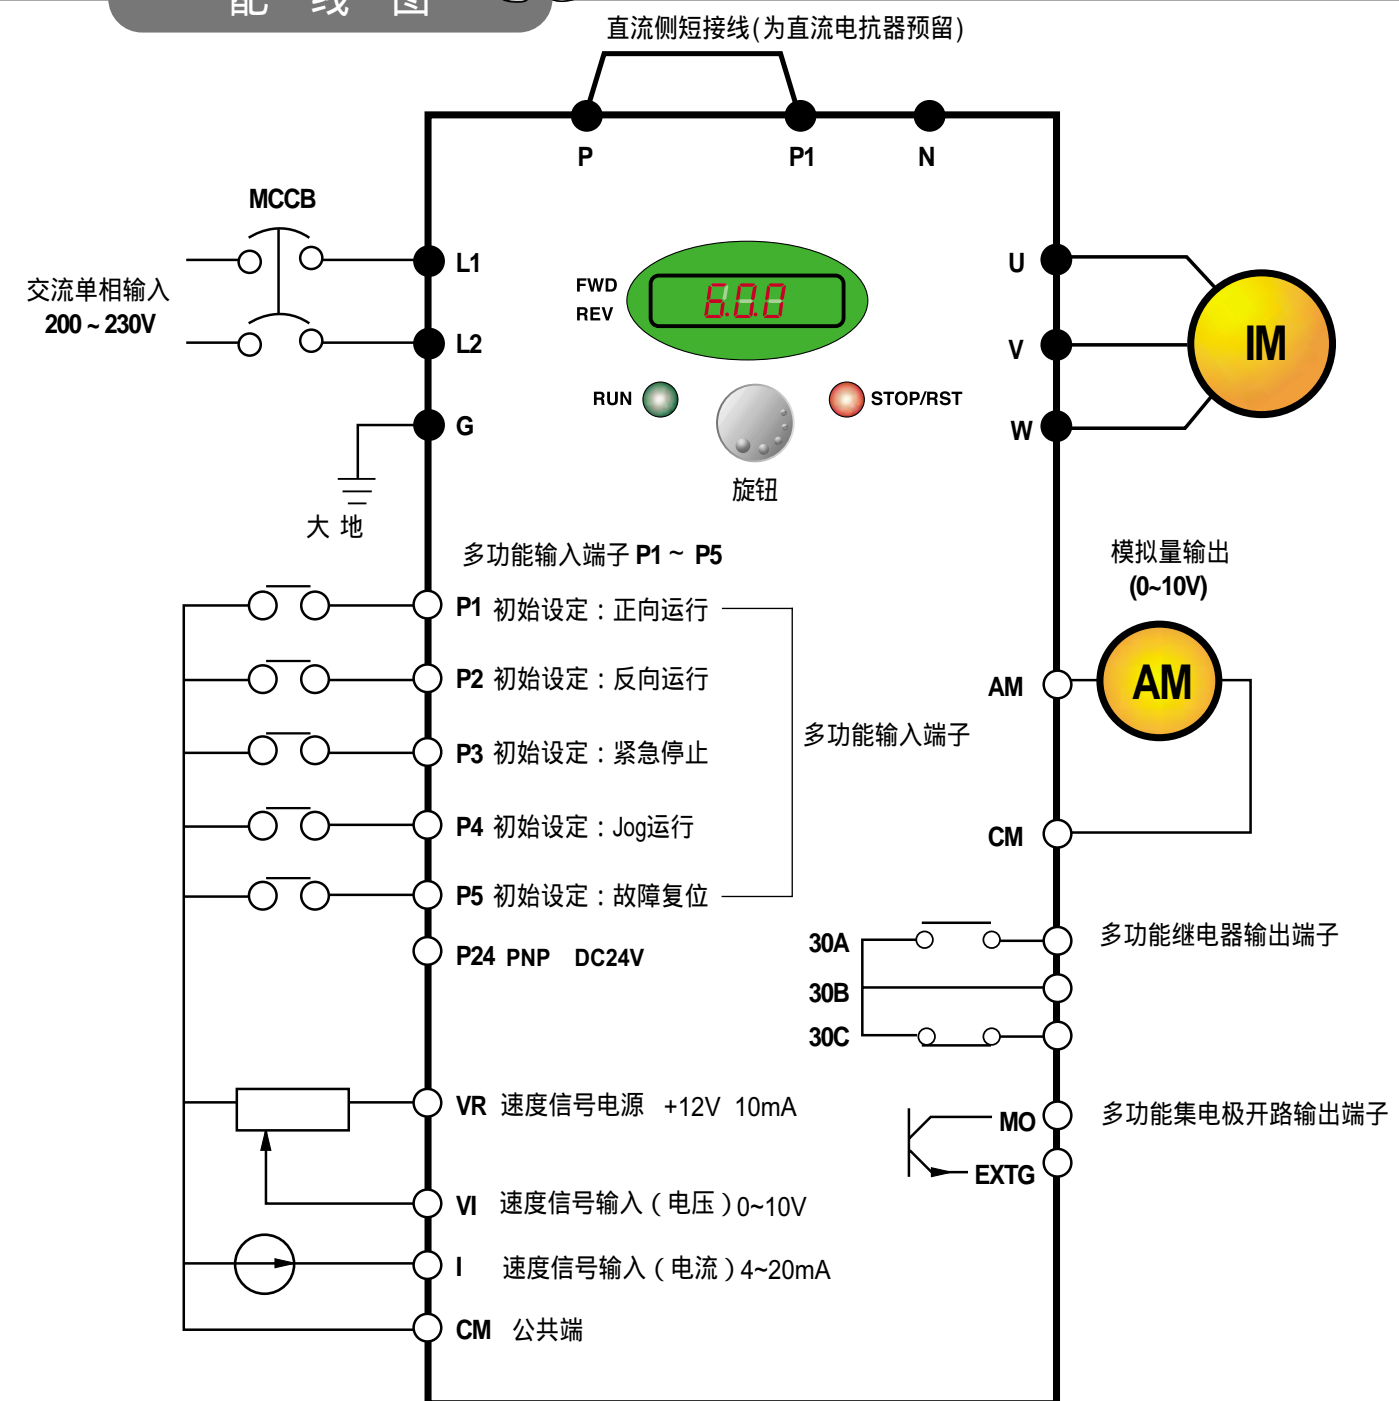 配 线 图
直流侧短接线(为直流电抗器预留)
P P1 N
MCCB
L1
交流单相输入
200 ~ 230V
L2
G
大 地
FWD
REV
6.0.0
RUN
STOP/RST
旋钮
U
V
W
IM
多功能输入端子 P1 ~ P5
P1 初始设定：正向运行
P2 初始设定：反向运行
P3 初始设定：紧急停止
P4 初始设定：Jog运行
P5 初始设定：故障复位
多功能输入端子
P24 PNP DC24V
模拟量输出
(0~10V)
AM
AM
CM
30A
30B
30C
多功能继电器输出端子
VR 速度信号电源 +12V 10mA
VI 速度信号输入（电压）0~10V
I 速度信号输入（电流）4~20mA
CM 公共端
MO
EXTG
多功能集电极开路输出端子